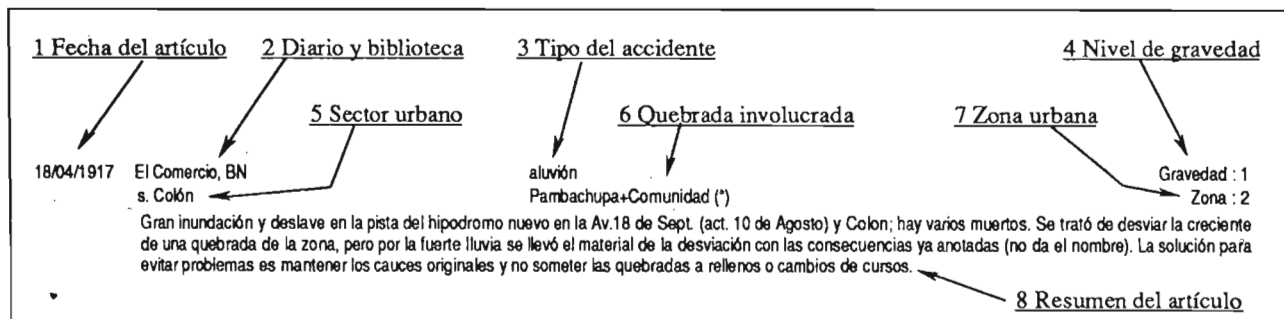 1 Fecha del artículo 2 Diario y biblioteca 3 Tipo del accidente 4 Nivel de gravedad
5 Sector urbano 6 Quebrada involucrada 7 Zona urbana
18/04/1917 El Comercio, BN aluvión Gravedad : 1
s. Colón Pambachupa+Comunidad (*) Zona : 2
Gran inundación y deslave en la pista del hipodromo nuevo en la Av.18 de Sept. (act. 10 de Agosto) y Colon; hay varios muertos. Se trató de desviar la creciente
de una quebrada de la zona, pero por la fuerte lluvia se llevó el material de la desviación con las consecuencias ya anotadas (no da el nombre). La solución para
evitar problemas es mantener los cauces originales y no someter las quebradas a rellenos o cambios de cursos.
8 Resumen del artículo